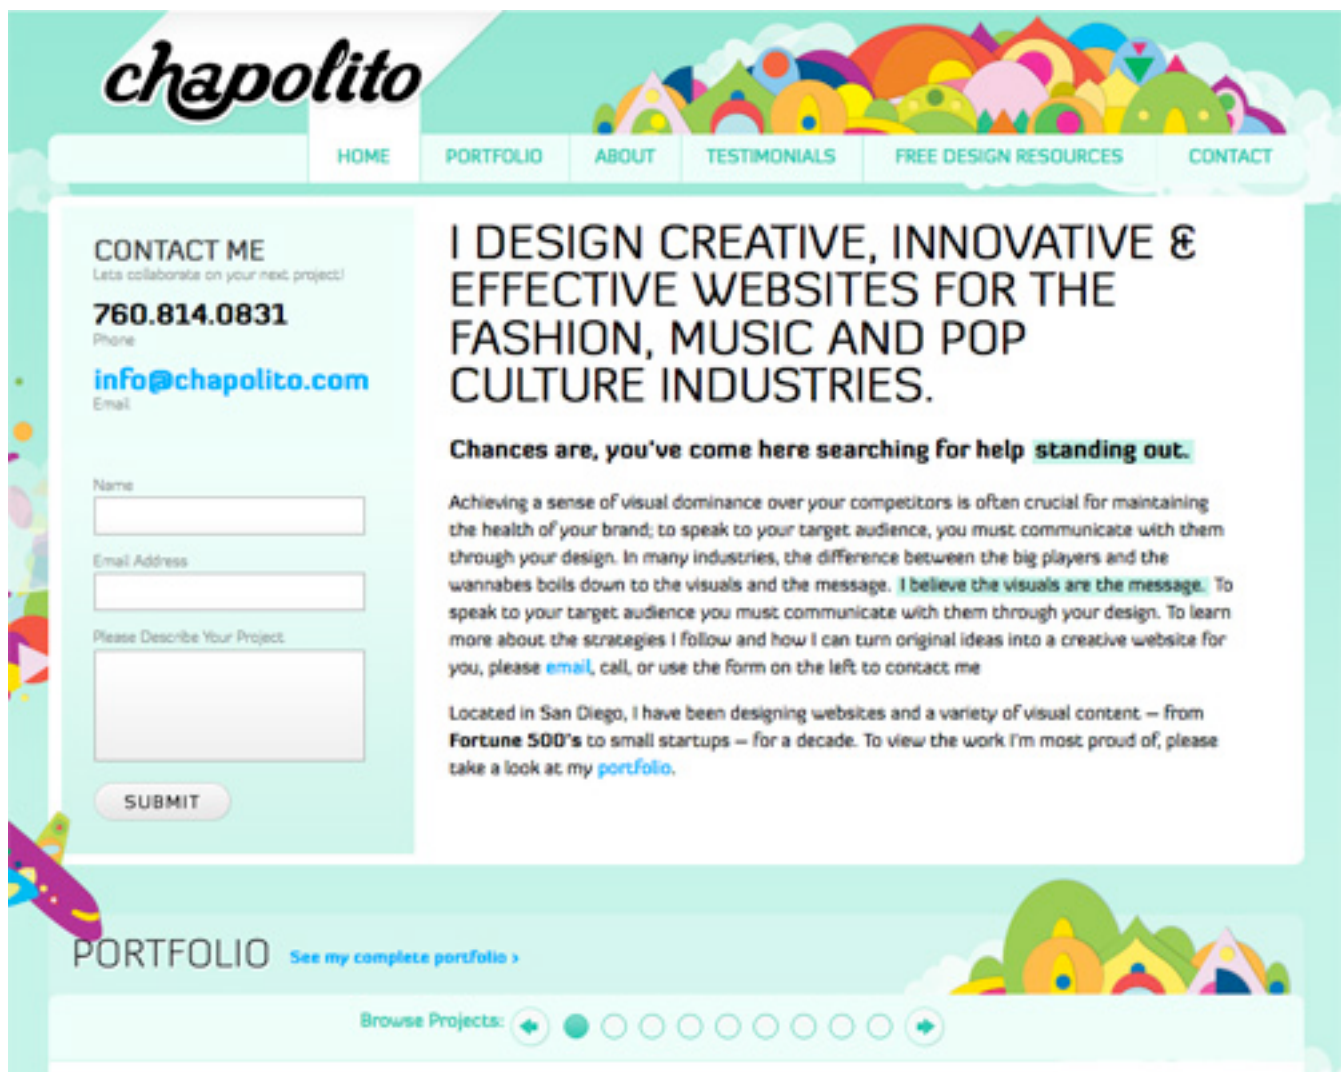 chapolito
HOME
PORTFOLIO
ABOUT
TESTIMONIALS
FREE DESIGN RESOURCES
CONTACT
CONTACT ME
Lets collaborate on your next project!
760.814.0831
Phone
info@chapolito.com
Email
Name
Email Address
Please Describe Your Project
SUBMIT
I DESIGN CREATIVE, INNOVATIVE &
EFFECTIVE WEBSITES FOR THE
FASHION, MUSIC AND POP
CULTURE INDUSTRIES.
Chances are, you've come here searching for help standing out.
Achieving a sense of visual dominance over your competitors is often crucial for maintaining
the health of your brand; to speak to your target audience, you must communicate with them
through your design. In many industries, the difference between the big players and the
wannabes boils down to the visuals and the message. I believe the visuals are the message. To
speak to your target audience you must communicate with them through your design. To learn
more about the strategies I follow and how I can turn original ideas into a creative website for
you, please email, call, or use the form on the left to contact me
Located in San Diego, I have been designing websites and a variety of visual content – from
Fortune 500's to small startups – for a decade. To view the work I'm most proud of, please
take a look at my portfolio.
PORTFOLIO
See my complete portfolio >
Browse Projects: